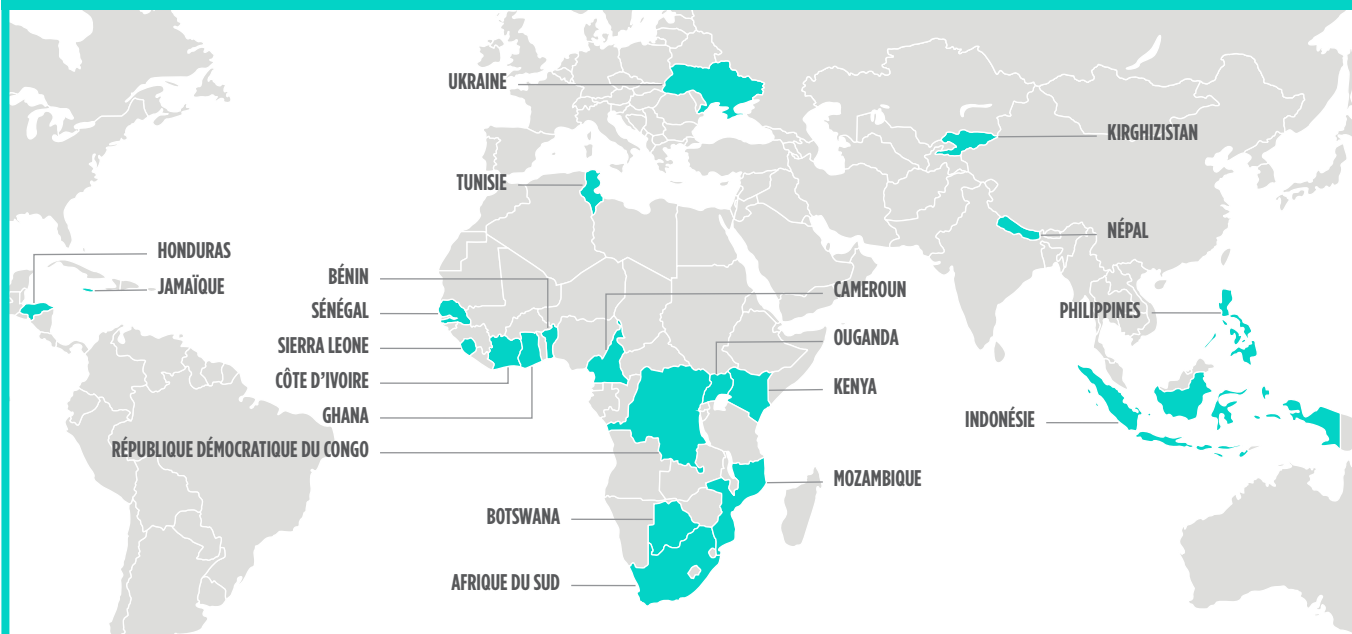 UKRAINE
KIRGHIZISTAN
TUNISIE
NÉPAL
HONDURAS
JAMAÏQUE
BÉNIN
SÉNÉGAL
SIERRA LEONE
CÔTE D'IVOIRE
GHANA
RÉPUBLIQUE DÉMOCRATIQUE DU CONGO
CAMEROUN
OUGANDA
KENYA
PHILIPPINES
INDONÉSIE
MOZAMBIQUE
BOTSWANA
AFRIQUE DU SUD